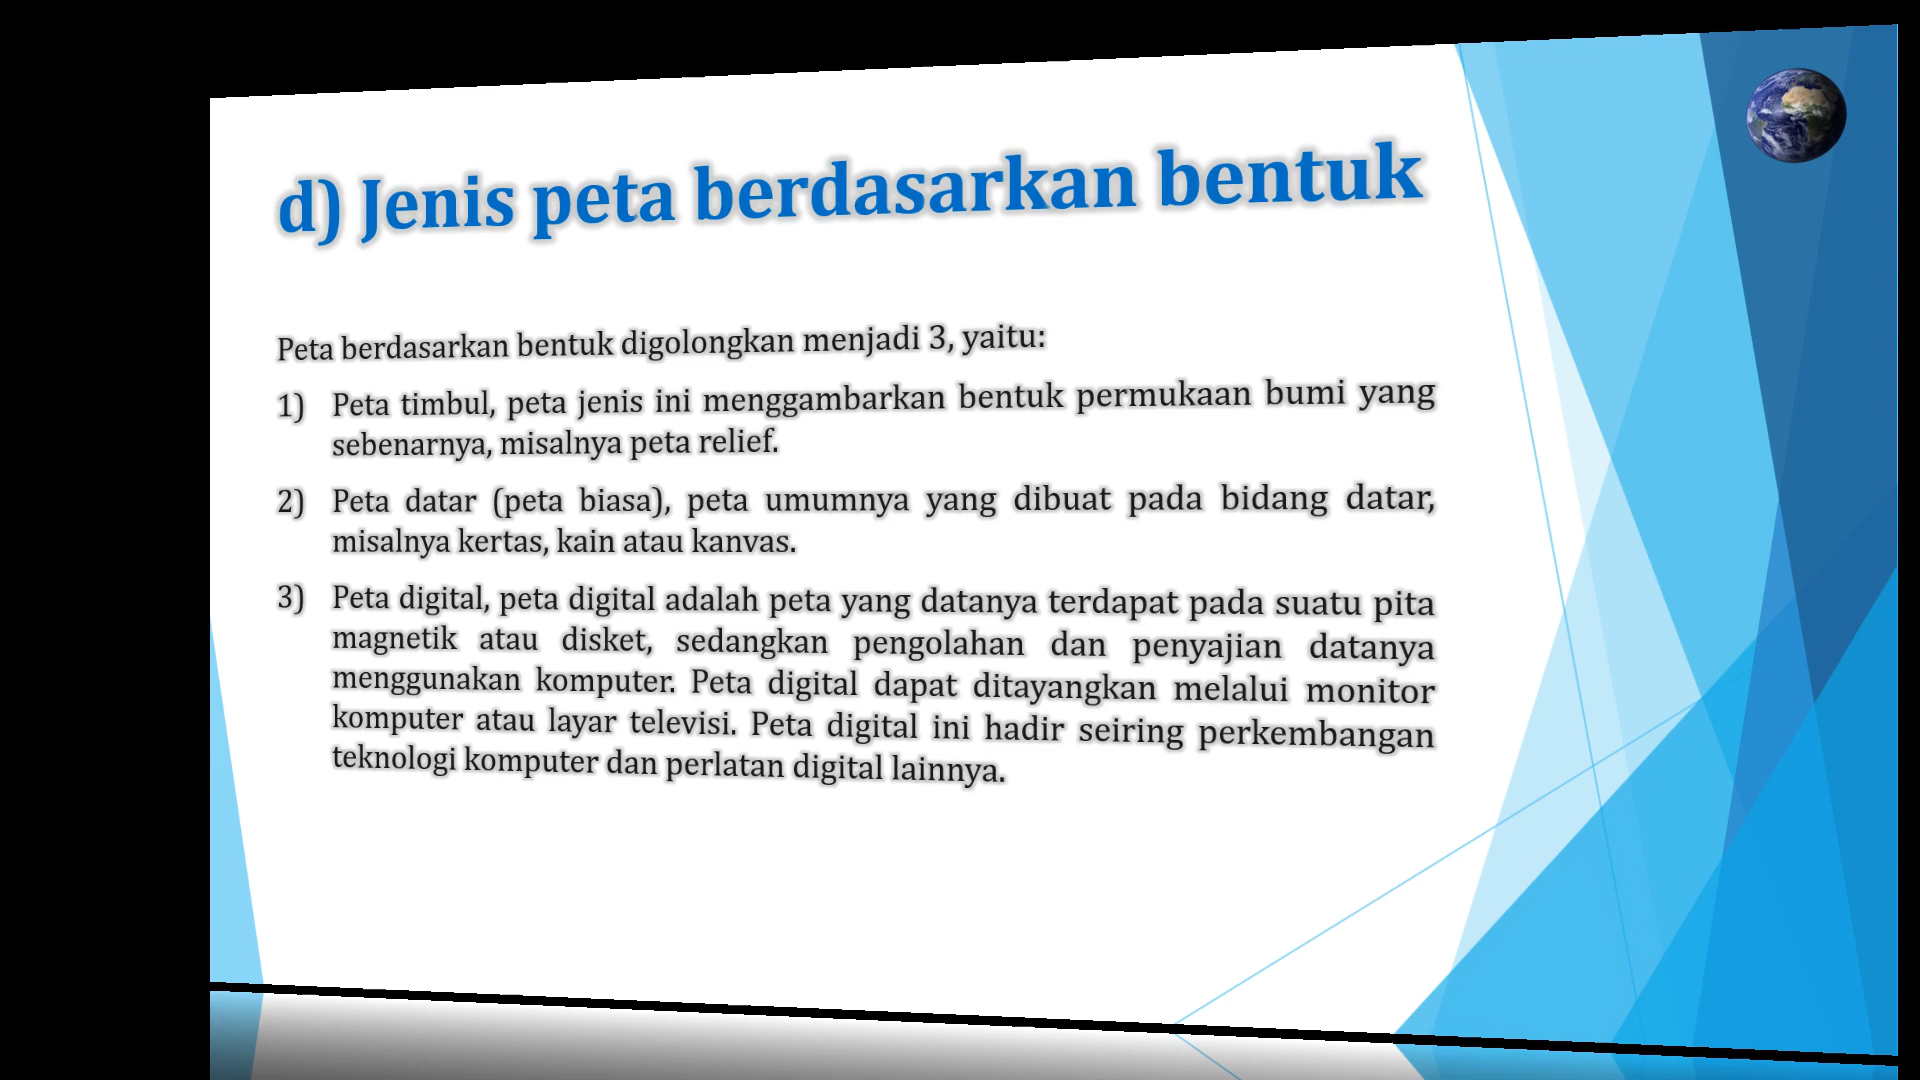 d) Jenis peta berdasarkan bentuk
Peta berdasarkan bentuk digolongkan menjadi 3, yaitu:
1) Peta timbul, peta jenis ini menggambarkan bentuk permukaan bumi yang
sebenarnya, misalnya peta relief.
2) Peta datar (peta biasa), peta umumnya yang dibuat pada bidang datar,
misalnya kertas, kain atau kanvas.
3) Peta digital, peta digital adalah peta yang datanya terdapat pada suatu pita
magnetik atau disket, sedangkan pengolahan dan penyajian datanya
menggunakan komputer. Peta digital dapat ditayangkan melalui monitor
komputer atau layar televisi. Peta digital ini hadir seiring perkembangan
teknologi komputer dan perlatan digital lainnya.